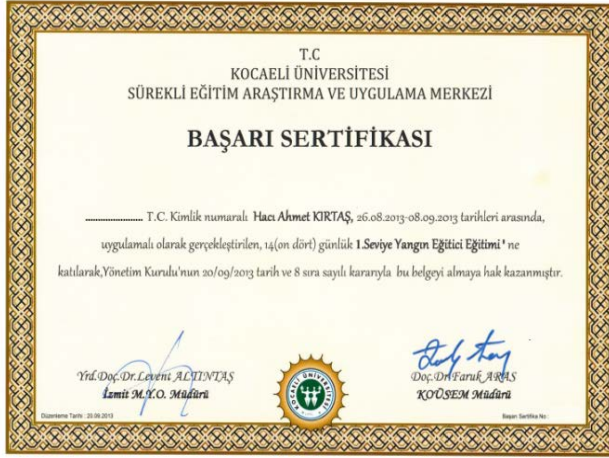 T.C
KOCAELİ ÜNİVERSİTESİ
SÜREKLİ EĞİTİM ARAŞTIRMA VE UYGULAMA MERKEZİ
BAŞARI SERTİFİKASI
........................ T.C. Kimlik numaralı Hacı Ahmet KIRTAŞ, 26.08.2013-08.09.2013 tarihleri arasında,
uygulamalı olarak gerçekleştirilen, 14(on dört) günlük 1.Seviye Yangın Eğitici Eğitimi' ne
katılarak,Yönetim Kurulu'nun 20/09/2013 tarih ve 8 sıra sayılı kararıyla bu belgeyi almaya hak kazanmıştır.
Yrd.Doç.Dr.Levent ALTINTAŞ
İzmit M.Y.O. Müdürü
Doç.Dr.Faruk ARAS
KOÜSEM Müdürü
KOCAELİ ÜNİVERSİTESİ
Düzenleme Tarihi : 20.09.2013
Başarı Sertifika No :